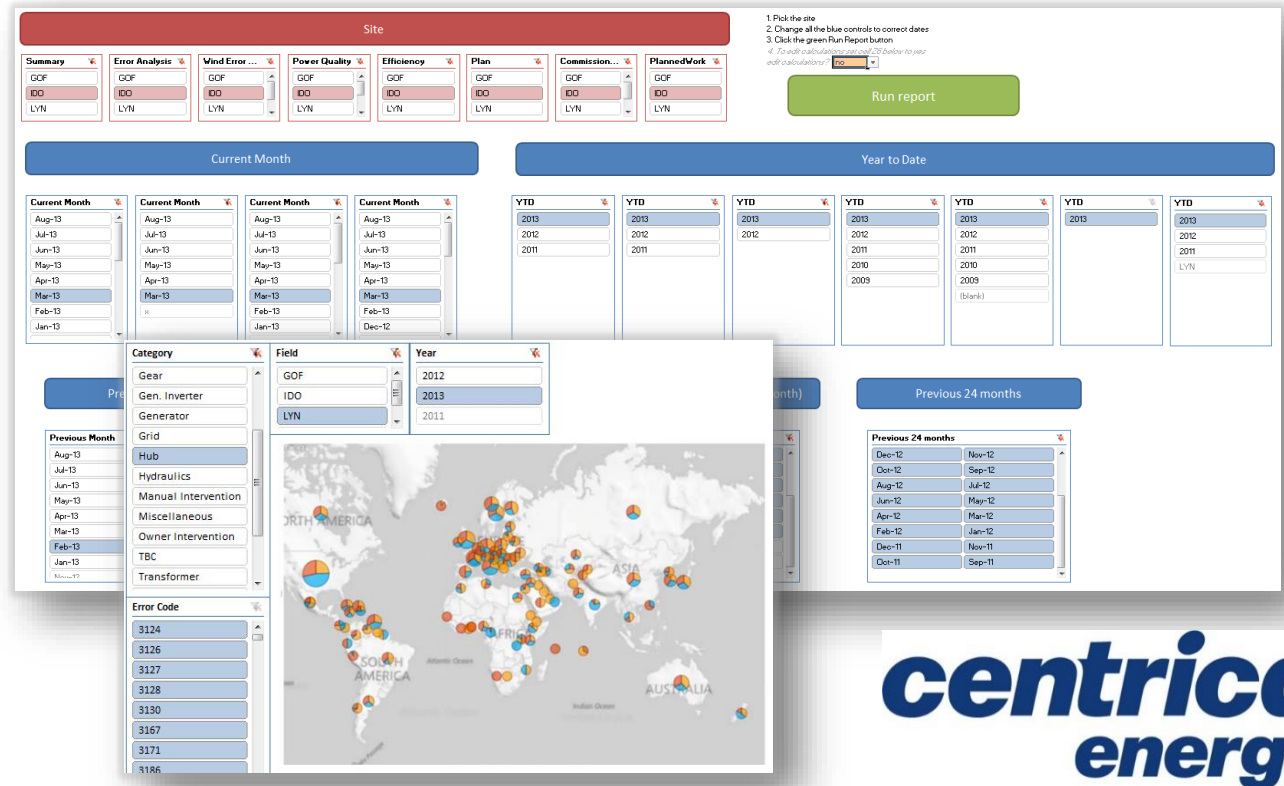 Site
1. Pick the site
2. Change all the blue controls to correct dates
3. Click the green Run Report button
4. To edit calculations set cell Z6 below to yes
edit calculations? no
Run report
Summary
GOF
IDO
LYN
Error Analysis
GOF
IDO
LYN
Wind Error ...
GOF
IDO
LYN
Power Quality
GOF
IDO
LYN
Efficiency
GOF
IDO
LYN
Plan
GOF
IDO
LYN
Commission...
GOF
IDO
LYN
PlannedWork
GOF
IDO
LYN
Current Month
Year to Date
Current Month
Aug-13
Jul-13
Jun-13
May-13
Apr-13
Mar-13
Feb-13
Jan-13
Current Month
Aug-13
Jul-13
Jun-13
May-13
Apr-13
Mar-13
Current Month
Aug-13
Jul-13
Jun-13
May-13
Apr-13
Mar-13
Feb-13
Jan-13
Current Month
Aug-13
Jul-13
Jun-13
May-13
Apr-13
Mar-13
Feb-13
Dec-12
YTD
2013
2012
2011
YTD
2013
2012
2011
YTD
2013
2012
YTD
2013
2012
2011
2010
2009
YTD
2013
2012
2011
2010
2009
(blank)
YTD
2013
YTD
2013
2012
2011
LYN
Pre
onth)
Previous 24 months
Previous Month
Aug-13
Jul-13
Jun-13
May-13
Apr-13
Mar-13
Feb-13
Jan-13
Previous 24 months
Dec-12 Nov-12
Oct-12 Sep-12
Aug-12 Jul-12
Jun-12 May-12
Apr-12 Mar-12
Feb-12 Jan-12
Dec-11 Nov-11
Oct-11 Sep-11
Category
Gear
Gen. Inverter
Generator
Grid
Hub
Hydraulics
Manual Intervention
Miscellaneous
Owner Intervention
TBC
Transformer
Field
GOF
IDO
LYN
Year
2012
2013
2011
Error Code
3124
3126
3127
3128
3130
3167
3171
3186
ORTH AMERICA
ASIA
AFRICA
SOUTH
AMERICA
Atlantic Ocean
Indian Ocean
AUSTRALIA
centrica
energ